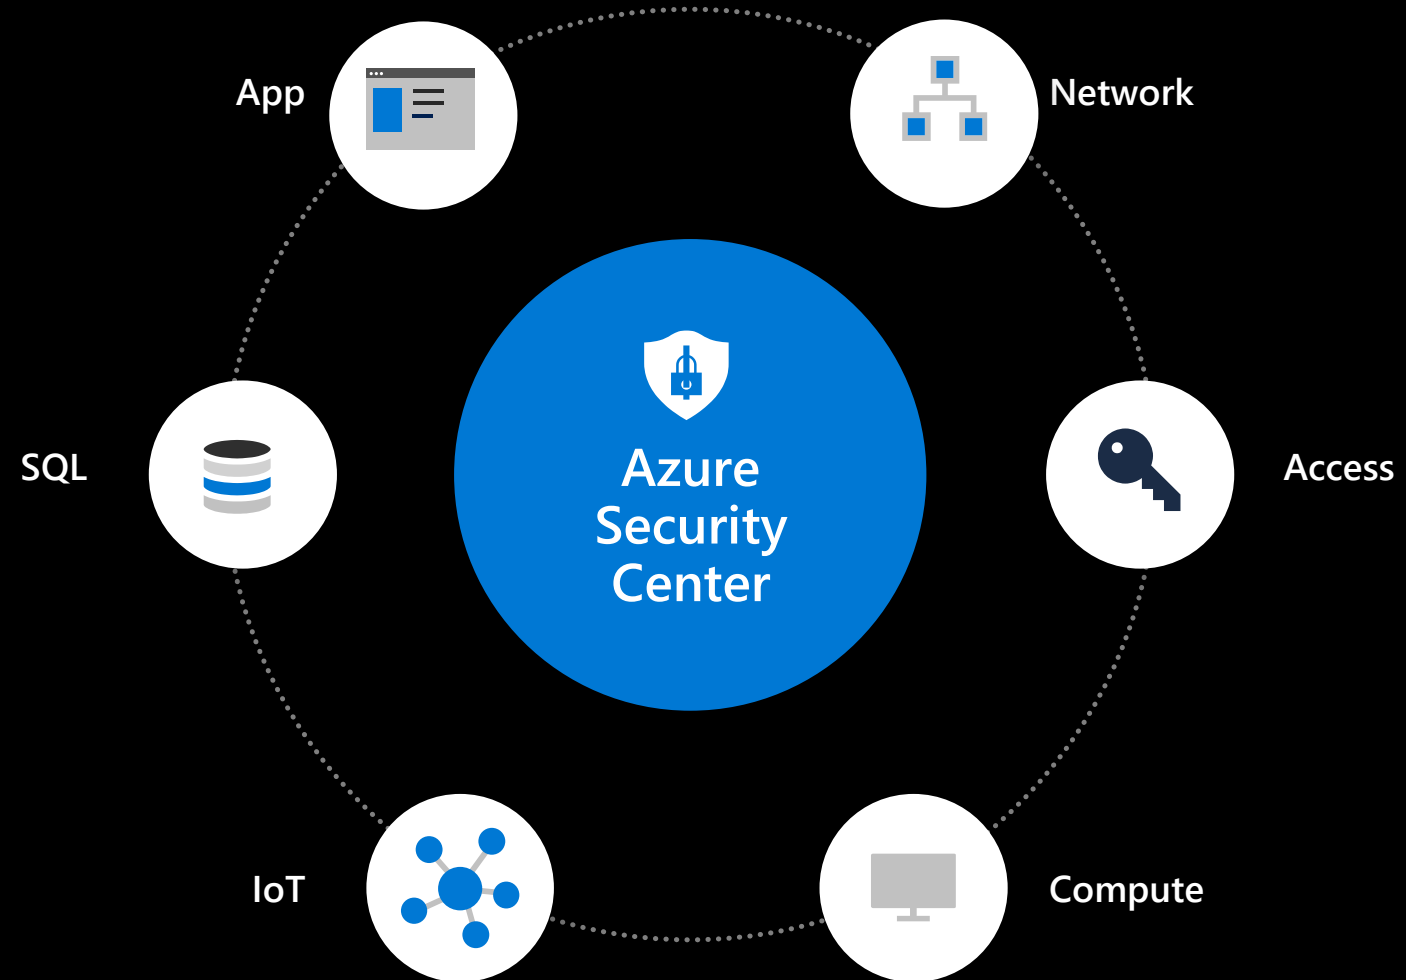 App
Network
SQL
Azure
Security
Center
Access
IoT
Compute